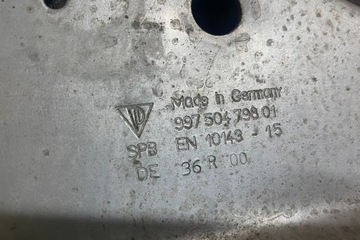 Made in Germany
997 504 798 01
SPB EN 10143 - 15
DE 36 R 00